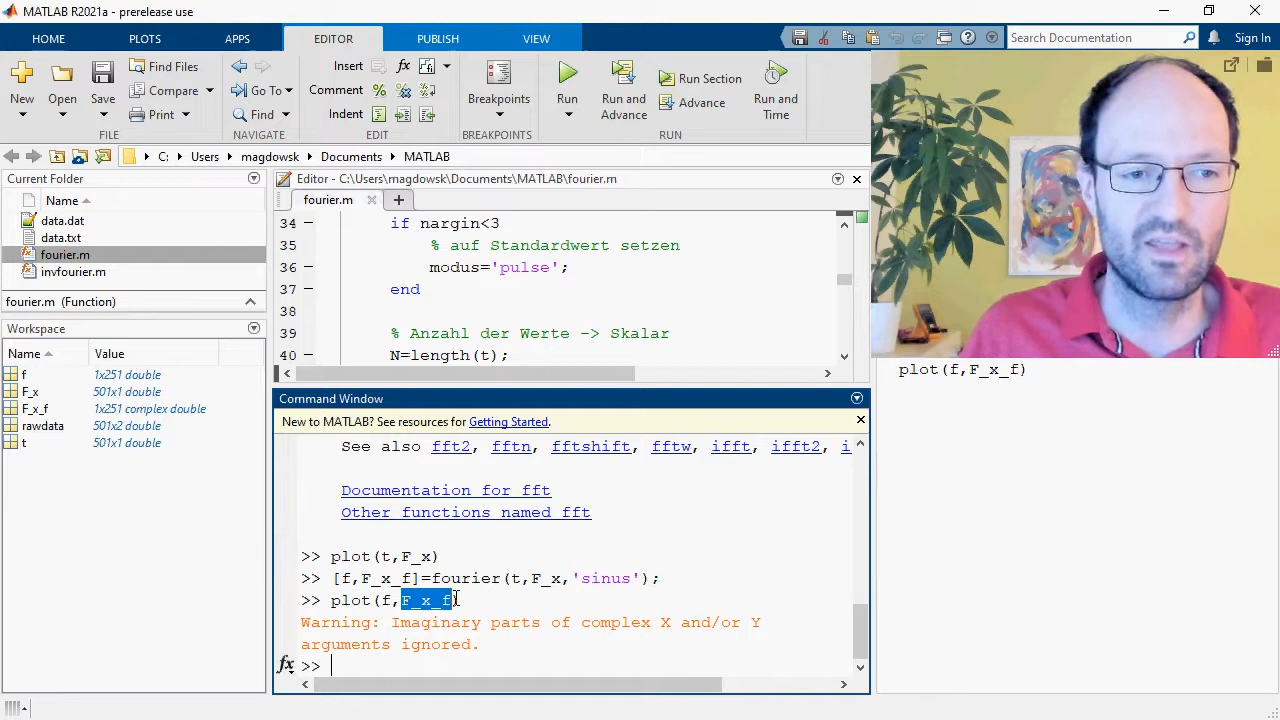 MATLAB R2021a - prerelease use
HOME PLOTS APPS EDITOR PUBLISH VIEW Search Documentation Sign In
New Open Save Find Files Compare Print FILE
Go To Find NAVIGATE
Insert fx Comment % Indent EDIT
Breakpoints BREAKPOINTS
Run Run and Advance Run Section Advance Run and Time RUN
C: Users magdowsk Documents MATLAB
Current Folder
Name
data.dat
data.txt
fourier.m
invfourier.m
fourier.m (Function)
Workspace
Name Value
f 1x251 double
F_x 501x1 double
F_x_f 1x251 complex double
rawdata 501x2 double
t 501x1 double
Editor - C:\Users\magdowsk\Documents\MATLAB\fourier.m
fourier.m +
34 if nargin<3
35 % auf Standardwert setzen
36 modus='pulse';
37 end
38
39 % Anzahl der Werte -> Skalar
40 N=length(t);
Command Window
New to MATLAB? See resources for Getting Started.
See also fft2, fftn, fftshift, fftw, ifft, ifft2, i
Documentation for fft
Other functions named fft
>> plot(t,F_x)
>> [f,F_x_f]=fourier(t,F_x,'sinus');
>> plot(f,F_x_f)
Warning: Imaginary parts of complex X and/or Y
arguments ignored.
fx >>
plot(f,F_x_f)